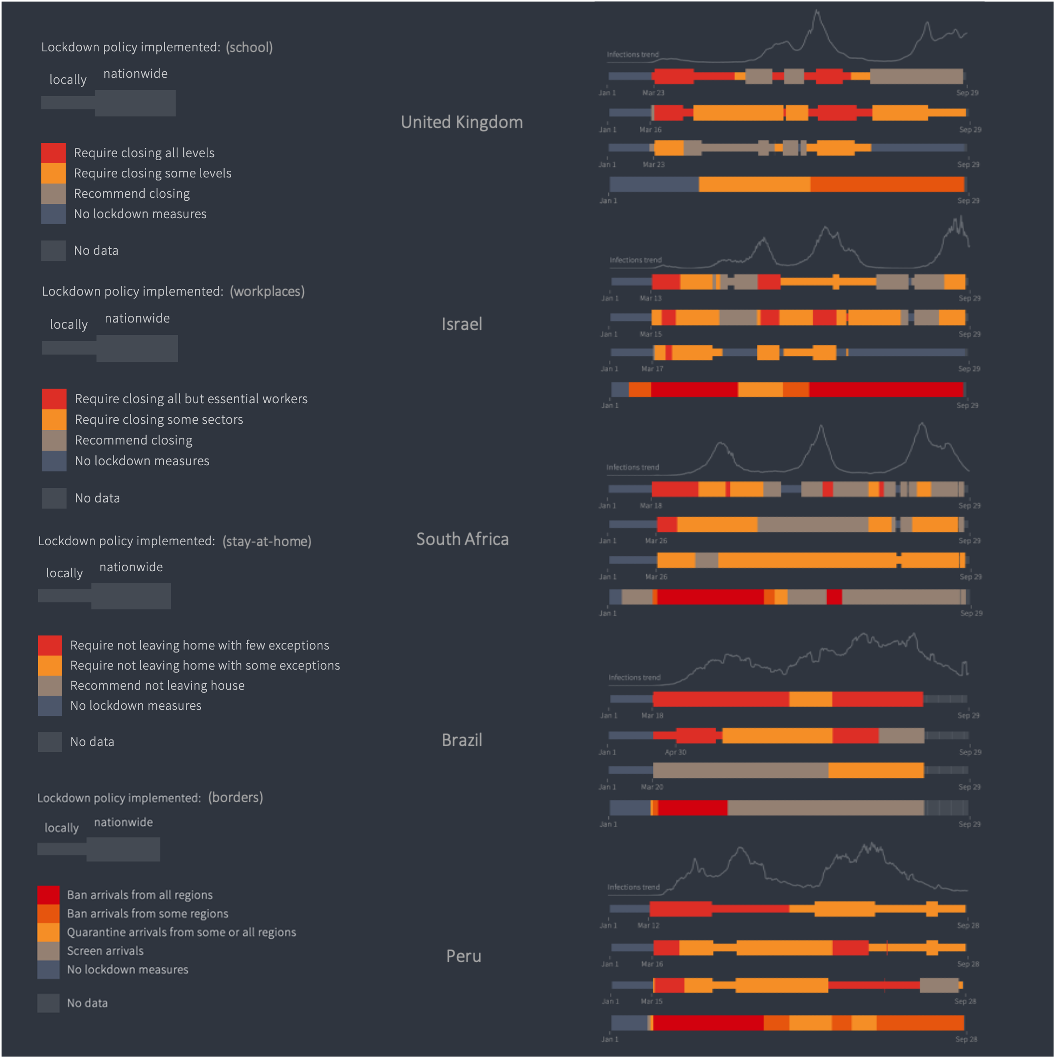 Lockdown policy implemented: (school)
locally
nationwide
Require closing all levels
Require closing some levels
Recommend closing
No lockdown measures
No data
Lockdown policy implemented: (workplaces)
locally
nationwide
Require closing all but essential workers
Require closing some sectors
Recommend closing
No lockdown measures
No data
Lockdown policy implemented: (stay-at-home)
locally
nationwide
Require not leaving home with few exceptions
Require not leaving home with some exceptions
Recommend not leaving house
No lockdown measures
No data
Lockdown policy implemented: (borders)
locally
nationwide
Ban arrivals from all regions
Ban arrivals from some regions
Quarantine arrivals from some or all regions
Screen arrivals
No lockdown measures
No data
United Kingdom
Infections trend
Jan 1 Mar 23 Sep 29
Jan 1 Mar 16 Sep 29
Jan 1 Mar 23 Sep 29
Jan 1 Sep 29
Israel
Infections trend
Jan 1 Mar 13 Sep 29
Jan 1 Mar 15 Sep 29
Jan 1 Mar 17 Sep 29
Jan 1 Sep 29
South Africa
Infections trend
Jan 1 Mar 18 Sep 29
Jan 1 Mar 26 Sep 29
Jan 1 Mar 26 Sep 29
Jan 1 Sep 29
Brazil
Infections trend
Jan 1 Mar 18 Sep 29
Jan 1 Apr 30 Sep 29
Jan 1 Mar 20 Sep 29
Jan 1 Sep 29
Peru
Infections trend
Jan 1 Mar 12 Sep 28
Jan 1 Mar 16 Sep 28
Jan 1 Mar 15 Sep 28
Jan 1 Sep 28